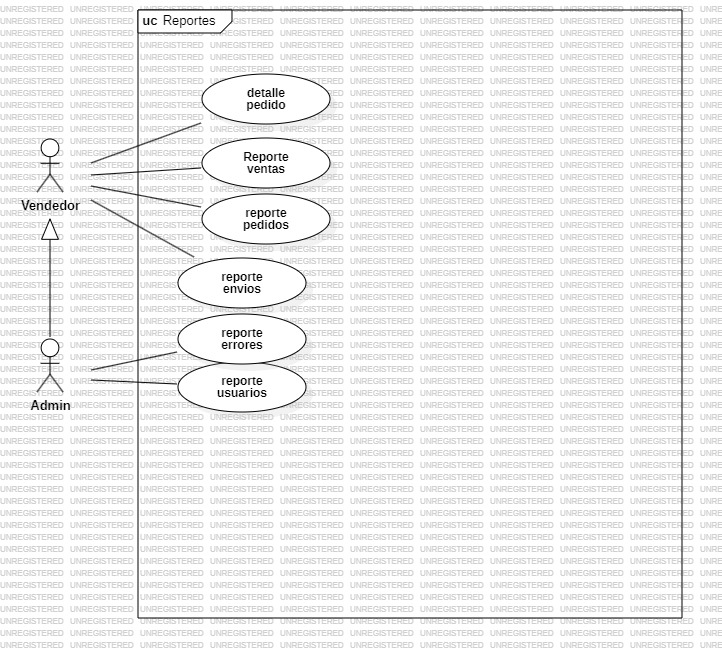 uc Reportes
detalle
pedido
Reporte
ventas
reporte
pedidos
Vendedor
reporte
envios
reporte
errores
reporte
usuarios
Admin
UNREGISTERED